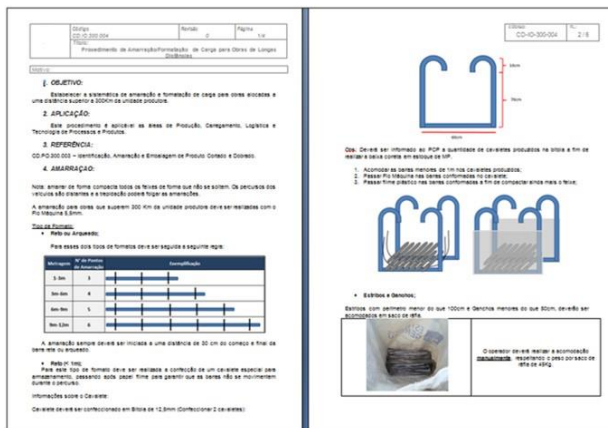 Código
CD.IO.300.004
Revisão
0
Página
Título:
Procedimento de Amarração/Formatação de Carga para Obras de Longas
Distâncias
1. OBJETIVO:
Estabelecer a sistemática de amarração e formatação de carga para obras alocadas a
uma distância superior a 300Km da unidade produtora.
2. APLICAÇÃO:
Este procedimento é aplicável as áreas de Produção, Carregamento, Logística e
Tecnologia de Processos e Produtos.
3. REFERÊNCIA:
CD.PO.300.003 – Identificação, Amarração e Embalagem de Produto Cortado e Dobrado.
4. AMARRAÇÃO:
Nota: amarrar de forma compacta todos os feixes de forma que não se soltem. Os percursos dos
veículos são distantes e a trepidação poderá folgar as amarrações.
A amarração para obras que superem 300 Km da unidade produtora deve ser realizadas com o
Fio Máquina 5,5mm.
Tipo de Formato:
• Reto ou Arqueado;
Para esses dois tipos de formatos deve ser seguida a seguinte regra:
Metragem
Nº de Pontos
de Amarração
Exemplificação
1-3m 3
3m-6m 4
6m-9m 5
9m-12m 6
A amarração sempre deverá ser iniciada a uma distância de 30 cm do começo e final da
barra reta ou arqueado.
• Reto (< 1m);
Para este tipo de formato deve ser realizada a confecção de um cavalete especial para
armazenamento, passando após papel filme para garantir que as barras não se movimentem
durante o percurso.
Informações sobre o Cavalete:
Cavalete deverá ser confeccionado em Bitola de 12,5mm (Confeccionar 2 cavaletes)
CD-IO-300-004
2 / 5
Obs: Deverá ser informado ao PCP a quantidade de cavaletes produzidos na bitola a fim de
realizar a baixa correta em estoque de MP.
1. Acomodar as barras menores de 1m nos cavaletes produzidos;
2. Passar Fio Máquina nas barras conformadas no cavalete;
3. Passar filme plástico nas barras conformadas a fim de compactar ainda mais o feixe;
• Estribos e Ganchos;
Estribos com perímetro menor do que 100cm e Ganchos menores do que 50cm, deverão ser
acomodados em saco de ráfia.
O operador deverá realizar a acomodação
manualmente, respeitando o peso por saco de
ráfia de 45Kg.